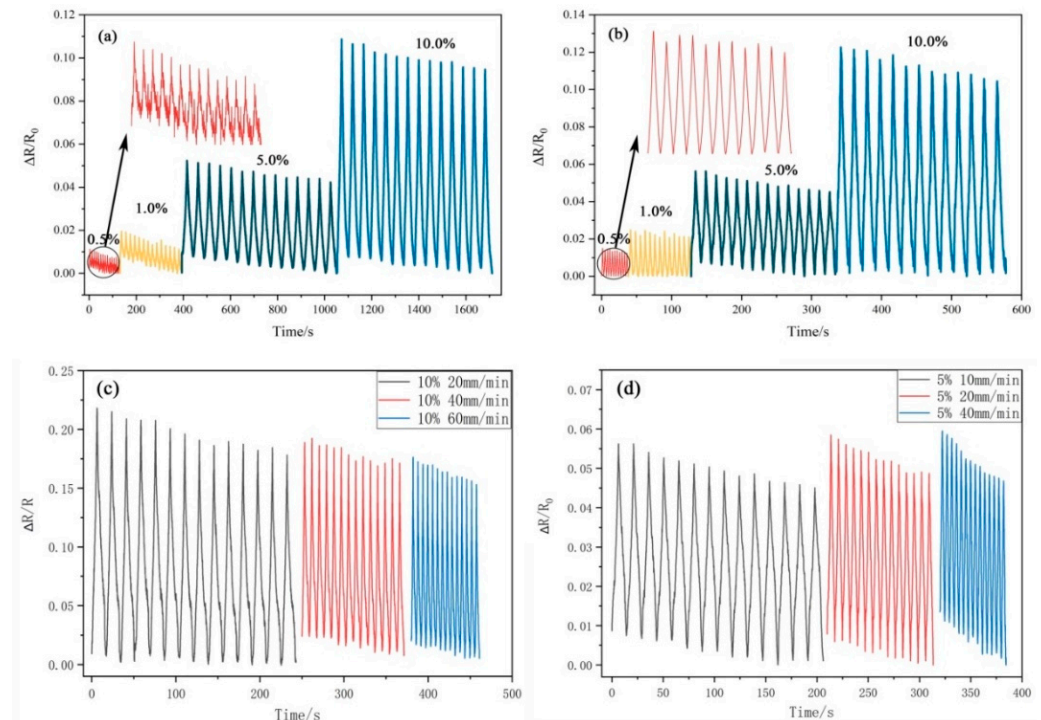 (a)
10.0%
5.0%
1.0%
0.5%
ΔR/R0
0.12
0.10
0.08
0.06
0.04
0.02
0.00
0 200 400 600 800 1000 1200 1400 1600
Time/s
(b)
10.0%
5.0%
1.0%
0.5%
ΔR/R0
0.14
0.12
0.10
0.08
0.06
0.04
0.02
0.00
0 100 200 300 400 500 600
Time/s
(c)
10% 20mm/min
10% 40mm/min
10% 60mm/min
ΔR/R
0.25
0.20
0.15
0.10
0.05
0.00
0 100 200 300 400 500
Time/s
(d)
5% 10mm/min
5% 20mm/min
5% 40mm/min
ΔR/R0
0.07
0.06
0.05
0.04
0.03
0.02
0.01
0.00
0 50 100 150 200 250 300 350 400
Time/s